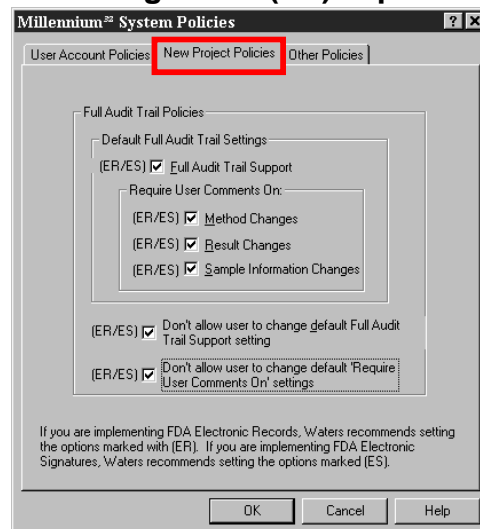 Millennium³² System Policies
User Account Policies New Project Policies Other Policies
Full Audit Trail Policies
Default Full Audit Trail Settings
(ER/ES) Full Audit Trail Support
Require User Comments On:
(ER/ES) Method Changes
(ER/ES) Result Changes
(ER/ES) Sample Information Changes
(ER/ES) Don't allow user to change default Full Audit
Trail Support setting
(ER/ES) Don't allow user to change default 'Require
User Comments On' settings
If you are implementing FDA Electronic Records, Waters recommends setting
the options marked with (ER). If you are implementing FDA Electronic
Signatures, Waters recommends setting the options marked (ES).
OK Cancel Help